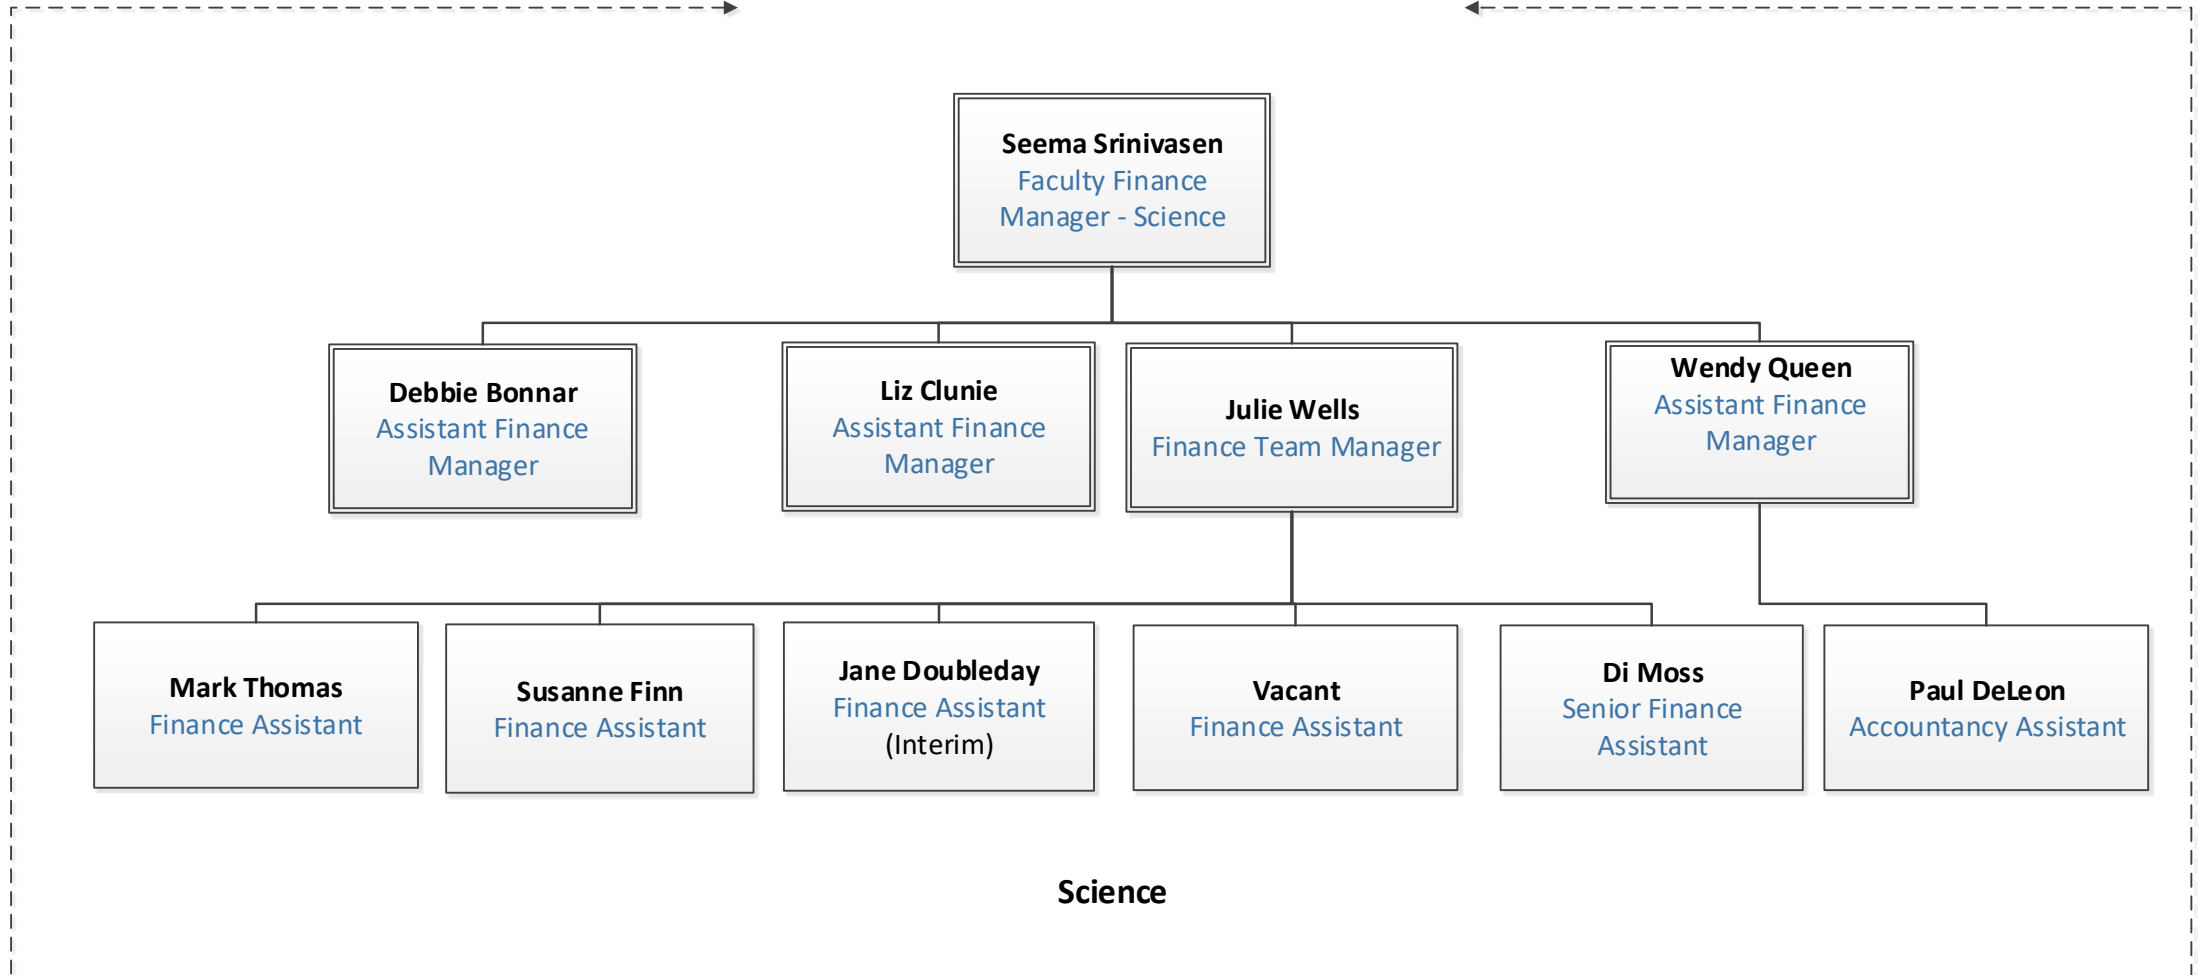 Seema Srinivasen
Faculty Finance
Manager - Science
Debbie Bonnar
Assistant Finance
Manager
Liz Clunie
Assistant Finance
Manager
Julie Wells
Finance Team Manager
Wendy Queen
Assistant Finance
Manager
Mark Thomas
Finance Assistant
Susanne Finn
Finance Assistant
Jane Doubleday
Finance Assistant
(Interim)
Vacant
Finance Assistant
Di Moss
Senior Finance
Assistant
Paul DeLeon
Accountancy Assistant
Science